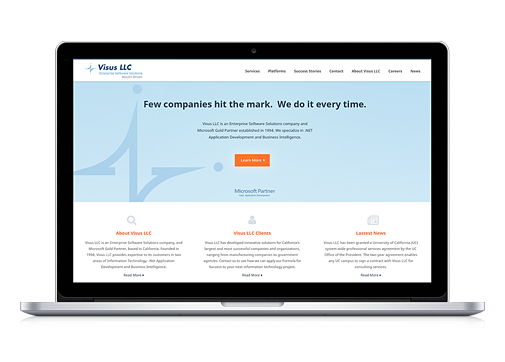 Visus LLC
Enterprise Software Solutions
Services Platforms Success Stories Contact About Visus LLC Careers News
Few companies hit the mark. We do it every time.
Visus LLC is an Enterprise Software Solutions company and
Microsoft Gold Partner established in 1994. We specialize in .NET
Application Development and Business Intelligence.
Learn More
Microsoft Partner
About Visus LLC
Visus LLC is an Enterprise Software Solutions company, and
Microsoft Gold Partner, based in California. Founded in
1994, Visus LLC provides expertise to its customers in two
areas of Information Technology: .Net Application
Development and Business Intelligence.
Read More
Visus LLC Clients
Visus LLC has developed innovative solutions for California's
largest and most successful companies and organizations,
ranging from manufacturing companies to government
agencies. Contact us to see how we can apply our formula for
Success to your most information technology project.
Read More
Lastest News
Visus LLC has been granted a University of California (UC)
system-wide professional services agreement by the UC
Office of the President. The two year agreement enables
any UC campus to sign a contract with Visus LLC for
consulting services.
Read More